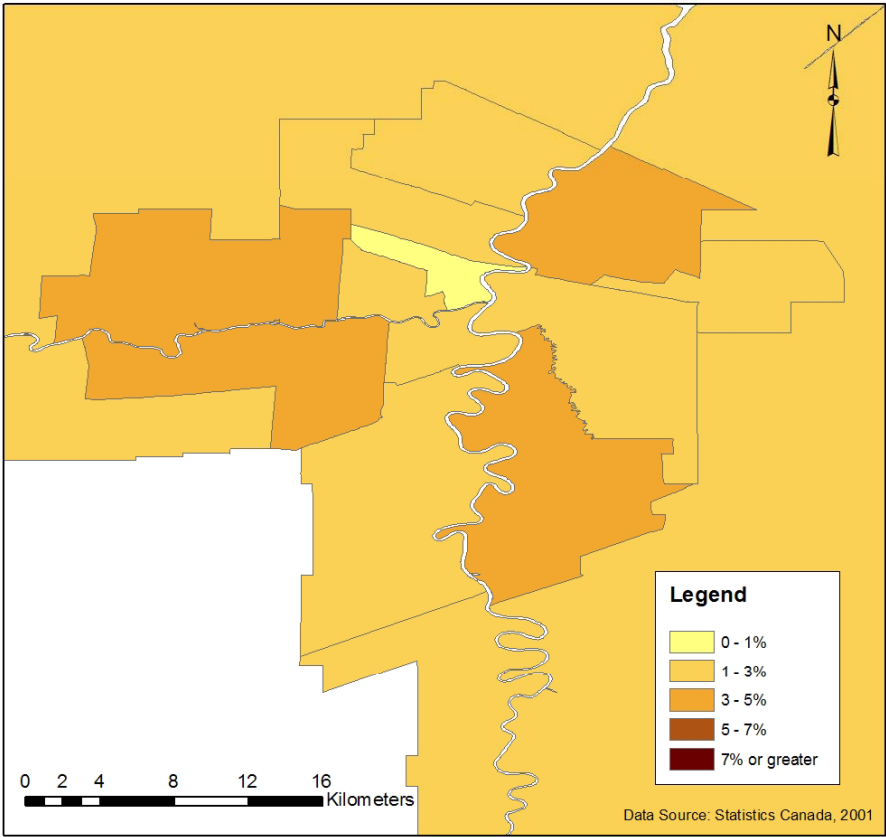 N
Legend
0 - 1%
1 - 3%
3 - 5%
5 - 7%
7% or greater
0 2 4 8 12 16
Kilometers
Data Source: Statistics Canada, 2001